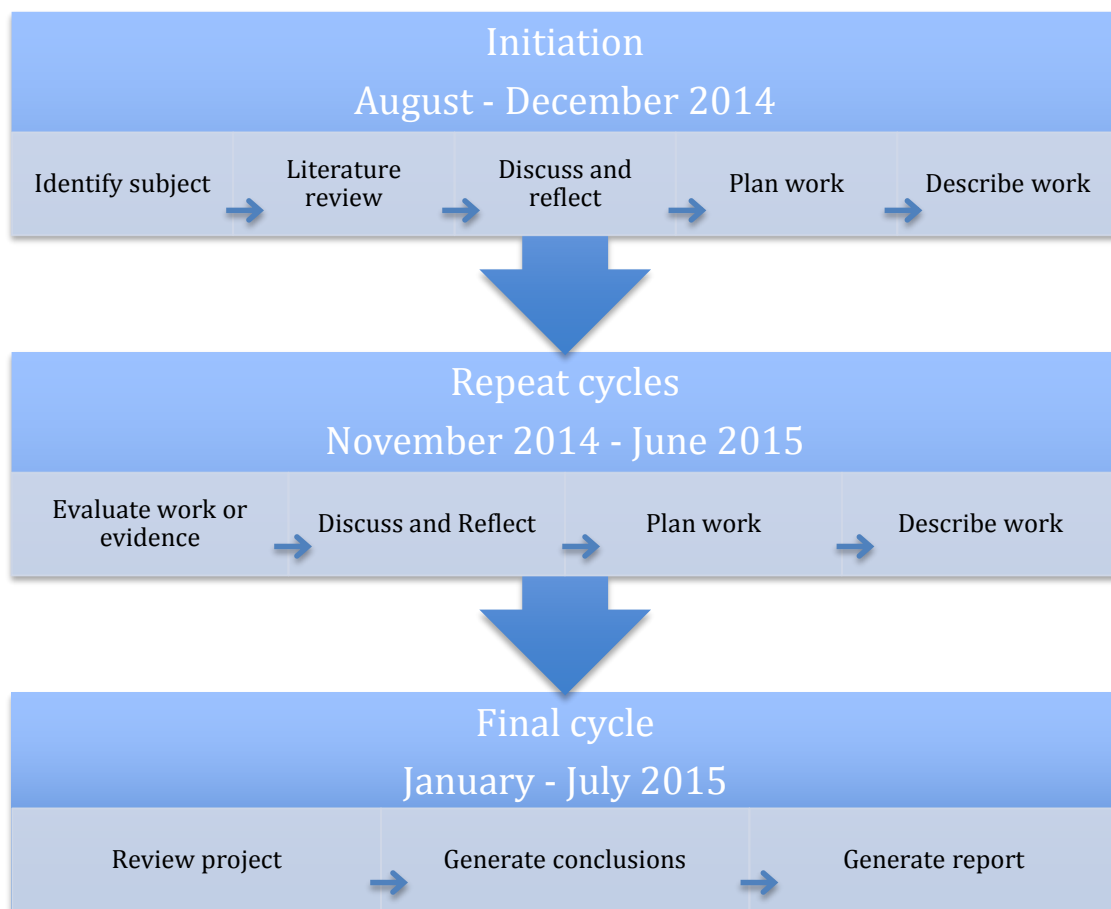 Initiation
August - December 2014
Identify subject
Literature
review
Discuss and
reflect
Plan work
Describe work
Repeat cycles
November 2014 - June 2015
Evaluate work or
evidence
Discuss and Reflect
Plan work
Describe work
Final cycle
January - July 2015
Review project
Generate conclusions
Generate report